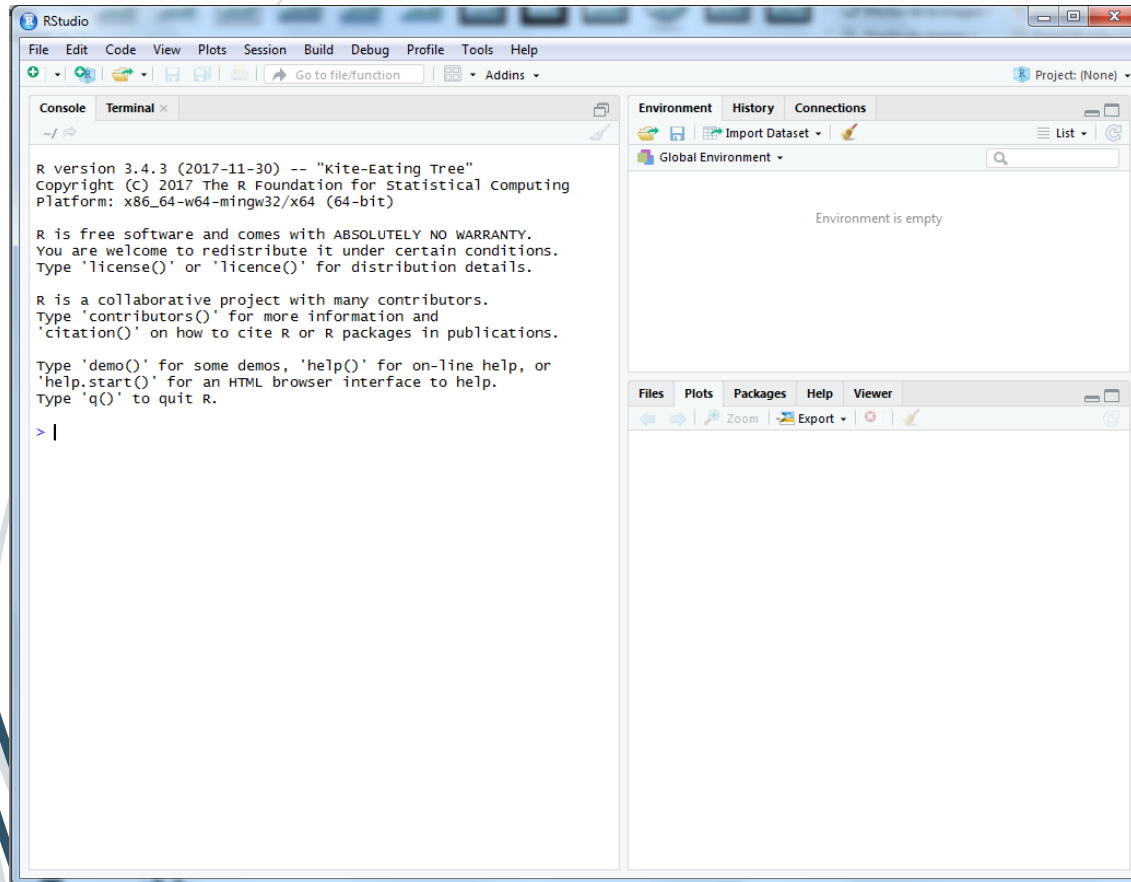 RStudio
File Edit Code View Plots Session Build Debug Profile Tools Help
Go to file/function Addins Project: (None)
Console Terminal
~/
R version 3.4.3 (2017-11-30) -- "Kite-Eating Tree"
Copyright (C) 2017 The R Foundation for Statistical Computing
Platform: x86_64-w64-mingw32/x64 (64-bit)
R is free software and comes with ABSOLUTELY NO WARRANTY.
You are welcome to redistribute it under certain conditions.
Type 'license()' or 'licence()' for distribution details.
R is a collaborative project with many contributors.
Type 'contributors()' for more information and
'citation()' on how to cite R or R packages in publications.
Type 'demo()' for some demos, 'help()' for on-line help, or
'help.start()' for an HTML browser interface to help.
Type 'q()' to quit R.
>
Environment History Connections
Import Dataset List
Global Environment
Environment is empty
Files Plots Packages Help Viewer
Zoom Export